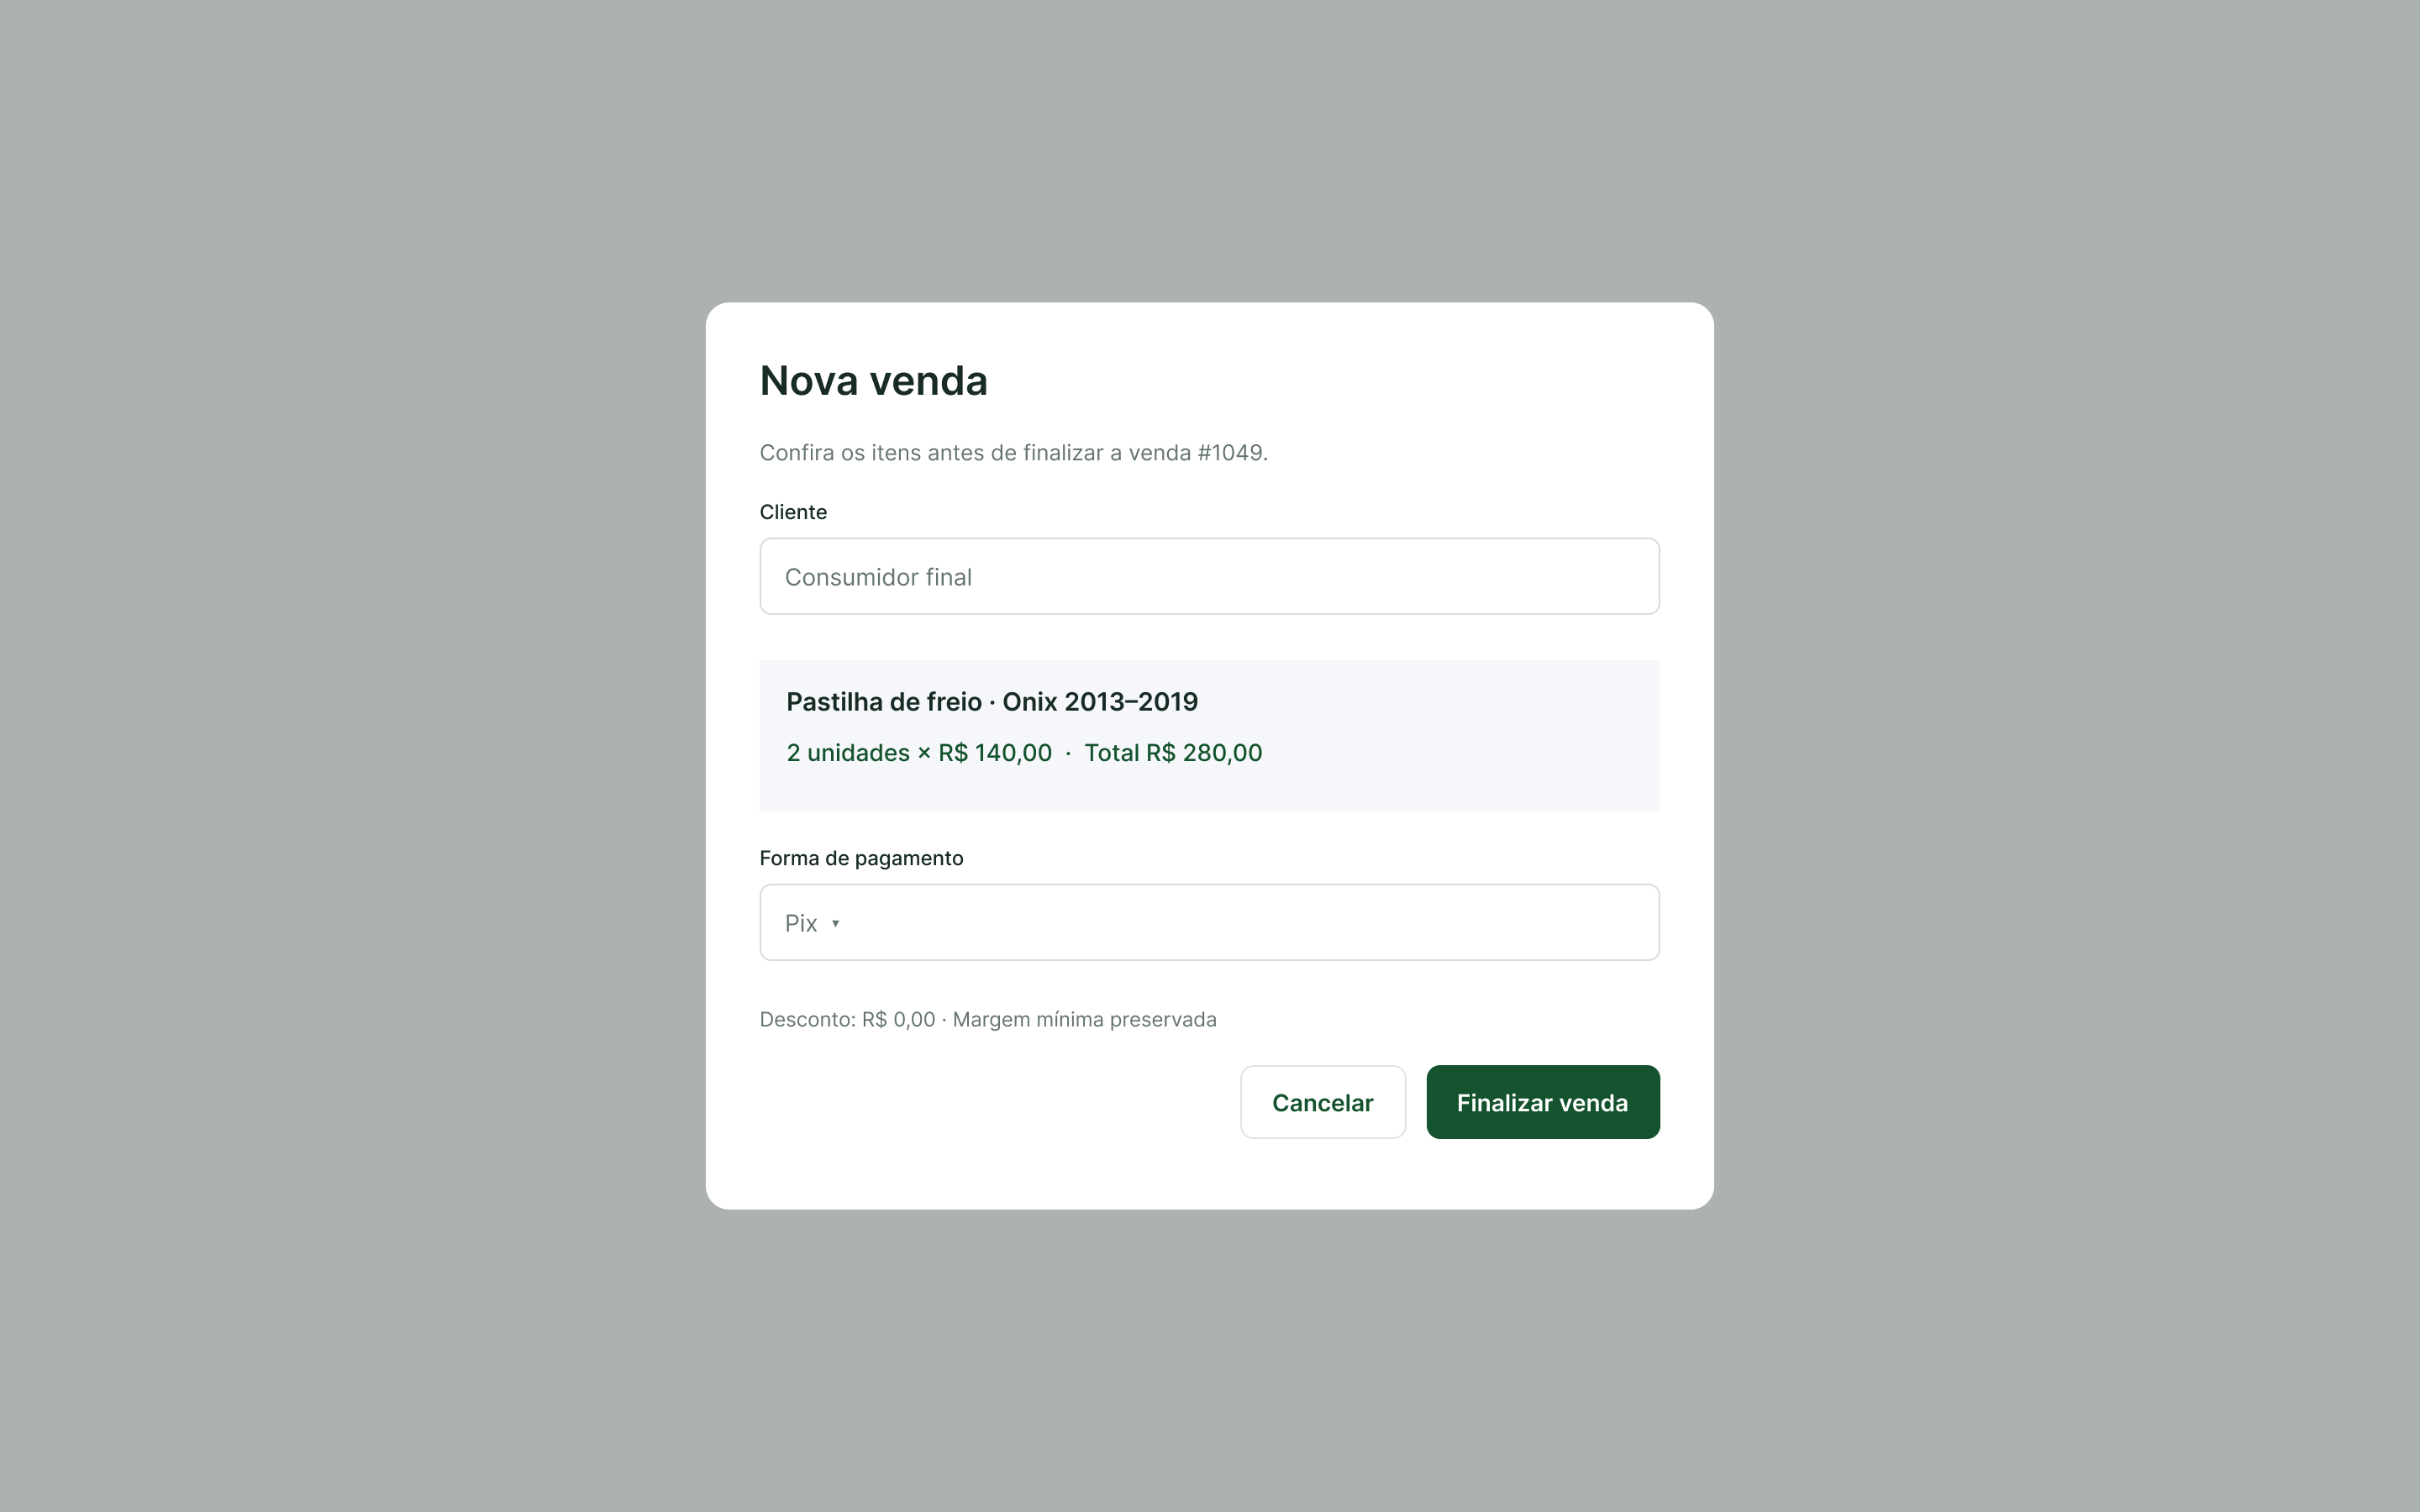 Nova venda
Confira os itens antes de finalizar a venda #1049.
Cliente
Consumidor final
Pastilha de freio · Onix 2013–2019
2 unidades × R$ 140,00 · Total R$ 280,00
Forma de pagamento
Pix ▾
Desconto: R$ 0,00 · Margem mínima preservada
Cancelar
Finalizar venda